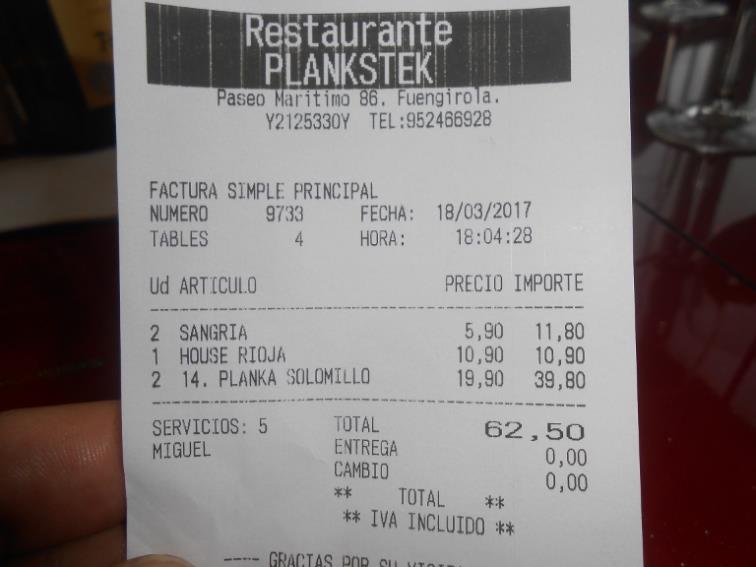 Restaurante
PLANKSTEK
Paseo Maritimo 86. Fuengirola.
Y2125330Y TEL:952466928
FACTURA SIMPLE PRINCIPAL
NUMERO 9733 FECHA: 18/03/2017
TABLES 4 HORA: 18:04:28
Ud ARTICULO PRECIO IMPORTE
2 SANGRIA 5,90 11,80
1 HOUSE RIOJA 10,90 10,90
2 14. PLANKA SOLOMILLO 19,90 39,80
SERVICIOS: 5 TOTAL 62,50
MIGUEL ENTREGA 0,00
CAMBIO 0,00
** TOTAL **
** IVA INCLUIDO **
---- GRACIAS POR SU